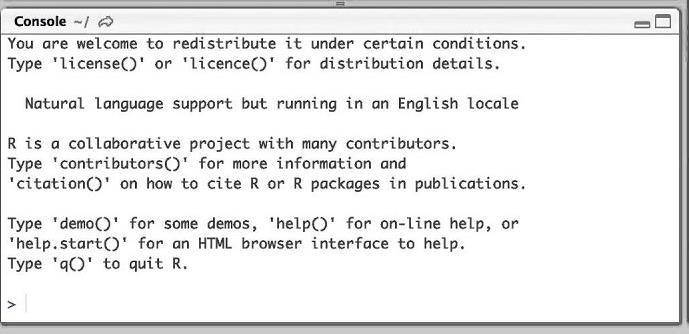 Console ~/
You are welcome to redistribute it under certain conditions.
Type 'license()' or 'licence()' for distribution details.
Natural language support but running in an English locale
R is a collaborative project with many contributors.
Type 'contributors()' for more information and
'citation()' on how to cite R or R packages in publications.
Type 'demo()' for some demos, 'help()' for on-line help, or
'help.start()' for an HTML browser interface to help.
Type 'q()' to quit R.
>